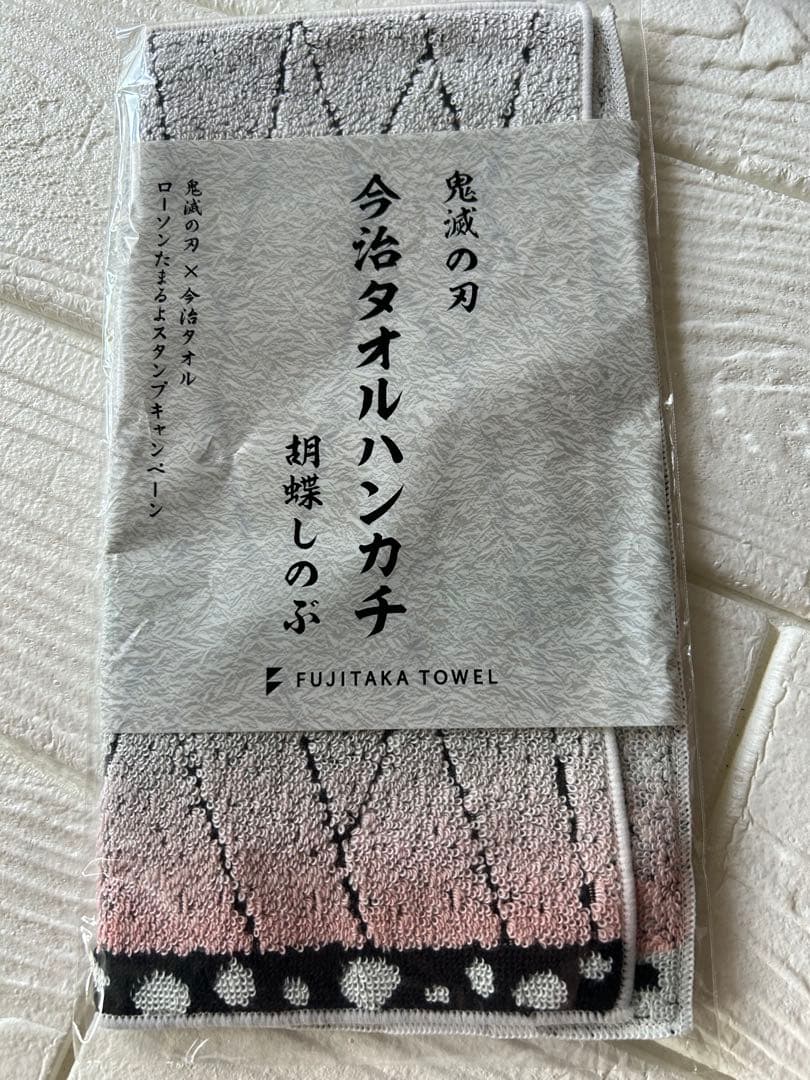 鬼滅の刃
今治タオルハンカチ
胡蝶しのぶ
鬼滅の刃×今治タオル
ローソンたまるよスタンプキャンペーン
FUJITAKA TOWEL